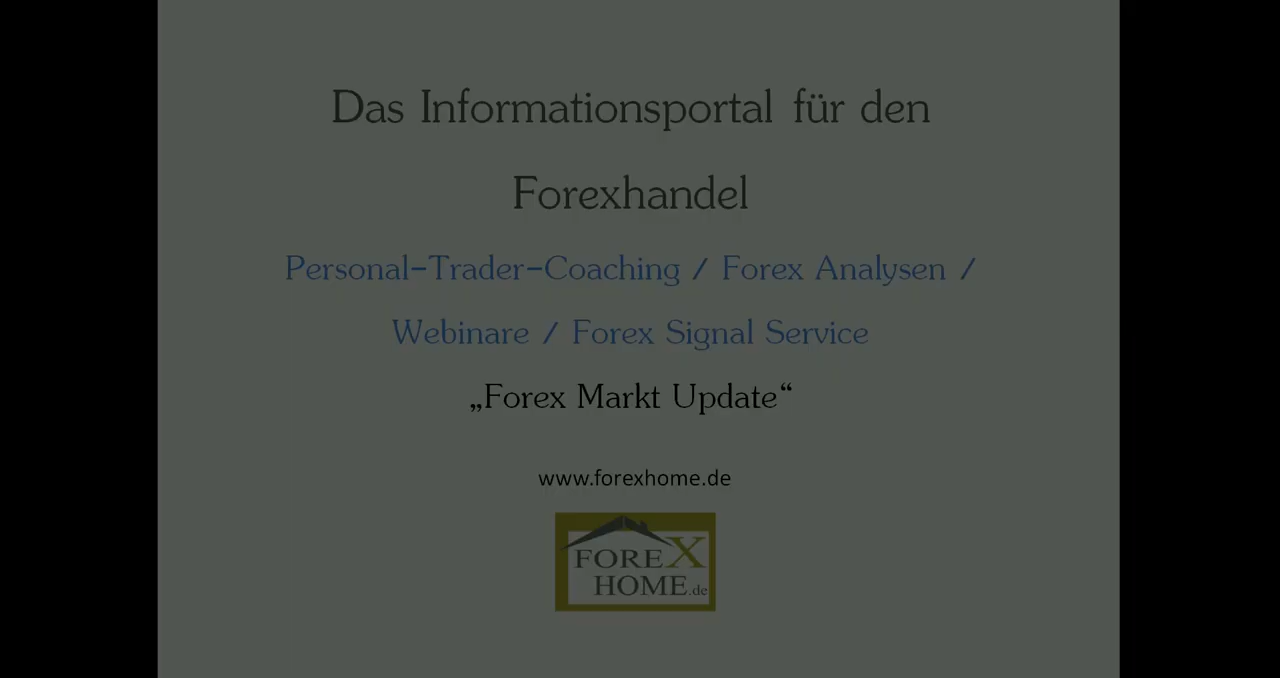 Das Informationsportal für den
Forexhandel
Personal-Trader-Coaching / Forex Analysen /
Webinare / Forex Signal Service
„Forex Markt Update“
www.forexhome.de
FOREX
HOME.de